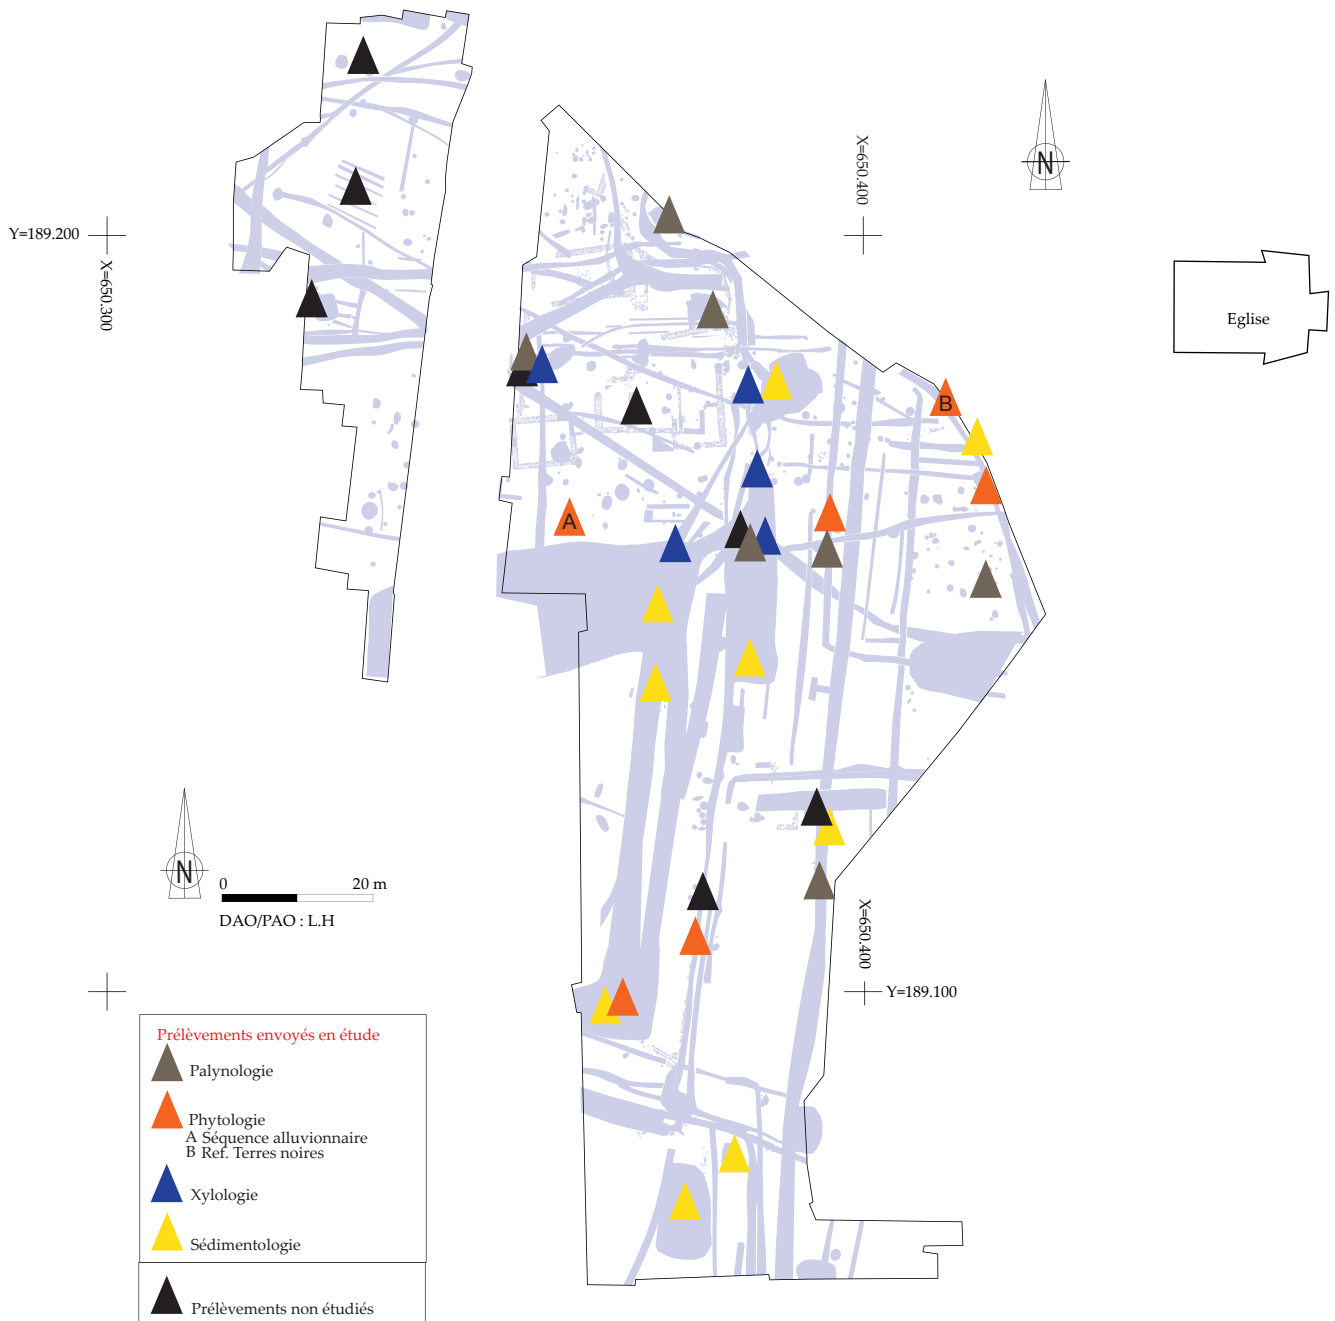 X=650.400
N
Y=189.200
X=650.300
Eglise
B
A
N
0 20 m
DAO/PAO : L.H
X=650.400
Y=189.100
Prélèvements envoyés en étude
Palynologie
Phytologie
A Séquence alluvionnaire
B Ref. Terres noires
Xylologie
Sédimentologie
Prélèvements non étudiés